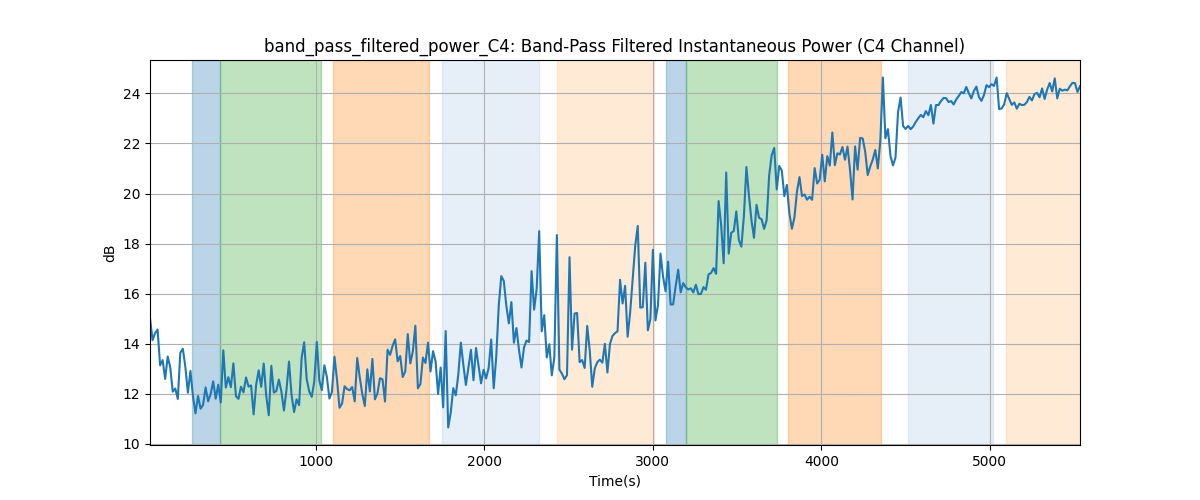 band_pass_filtered_power_C4: Band-Pass Filtered Instantaneous Power (C4 Channel)
dB
24
22
20
18
16
14
12
10
1000 2000 3000 4000 5000
Time(s)